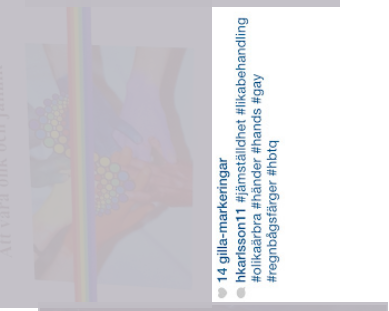 14 gilla-markeringar
hkarlsson11 #jämställdhet #likabehandling
#olikaärbra #händer #hands #gay
#regnbågsfärger #hbtq